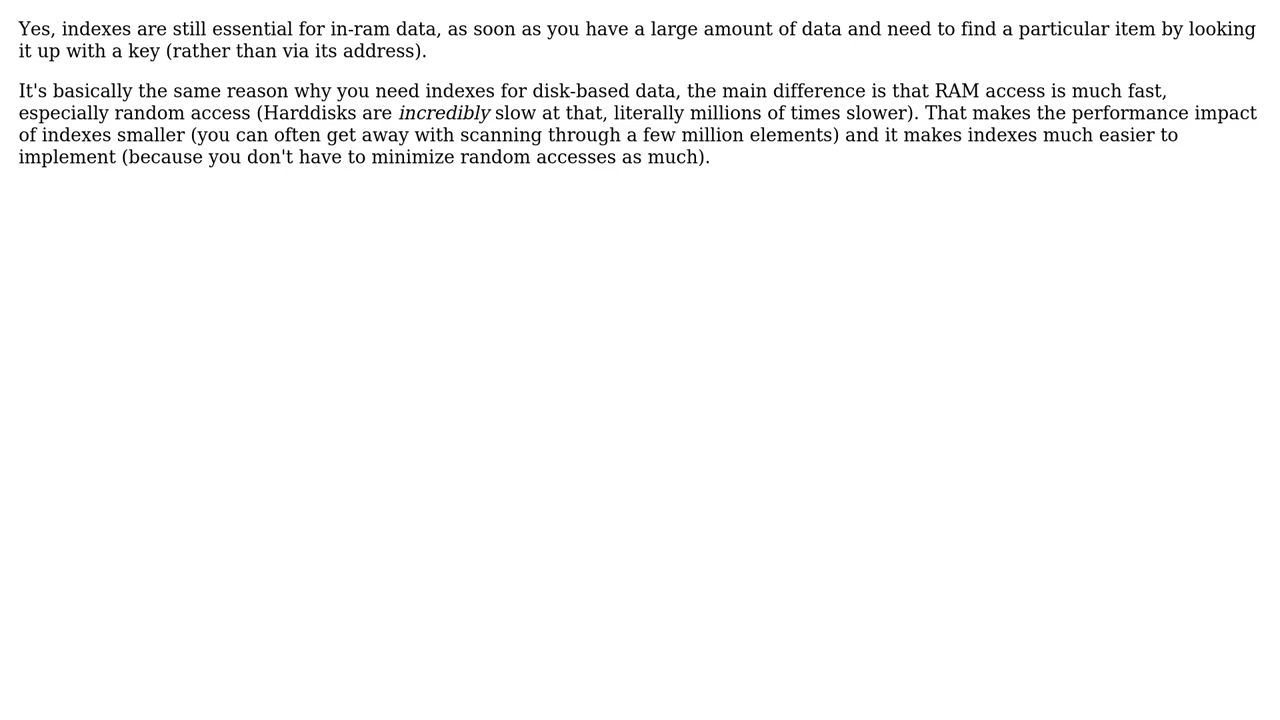 Yes, indexes are still essential for in-ram data, as soon as you have a large amount of data and need to find a particular item by looking
it up with a key (rather than via its address).
It's basically the same reason why you need indexes for disk-based data, the main difference is that RAM access is much fast,
especially random access (Harddisks are incredibly slow at that, literally millions of times slower). That makes the performance impact
of indexes smaller (you can often get away with scanning through a few million elements) and it makes indexes much easier to
implement (because you don't have to minimize random accesses as much).